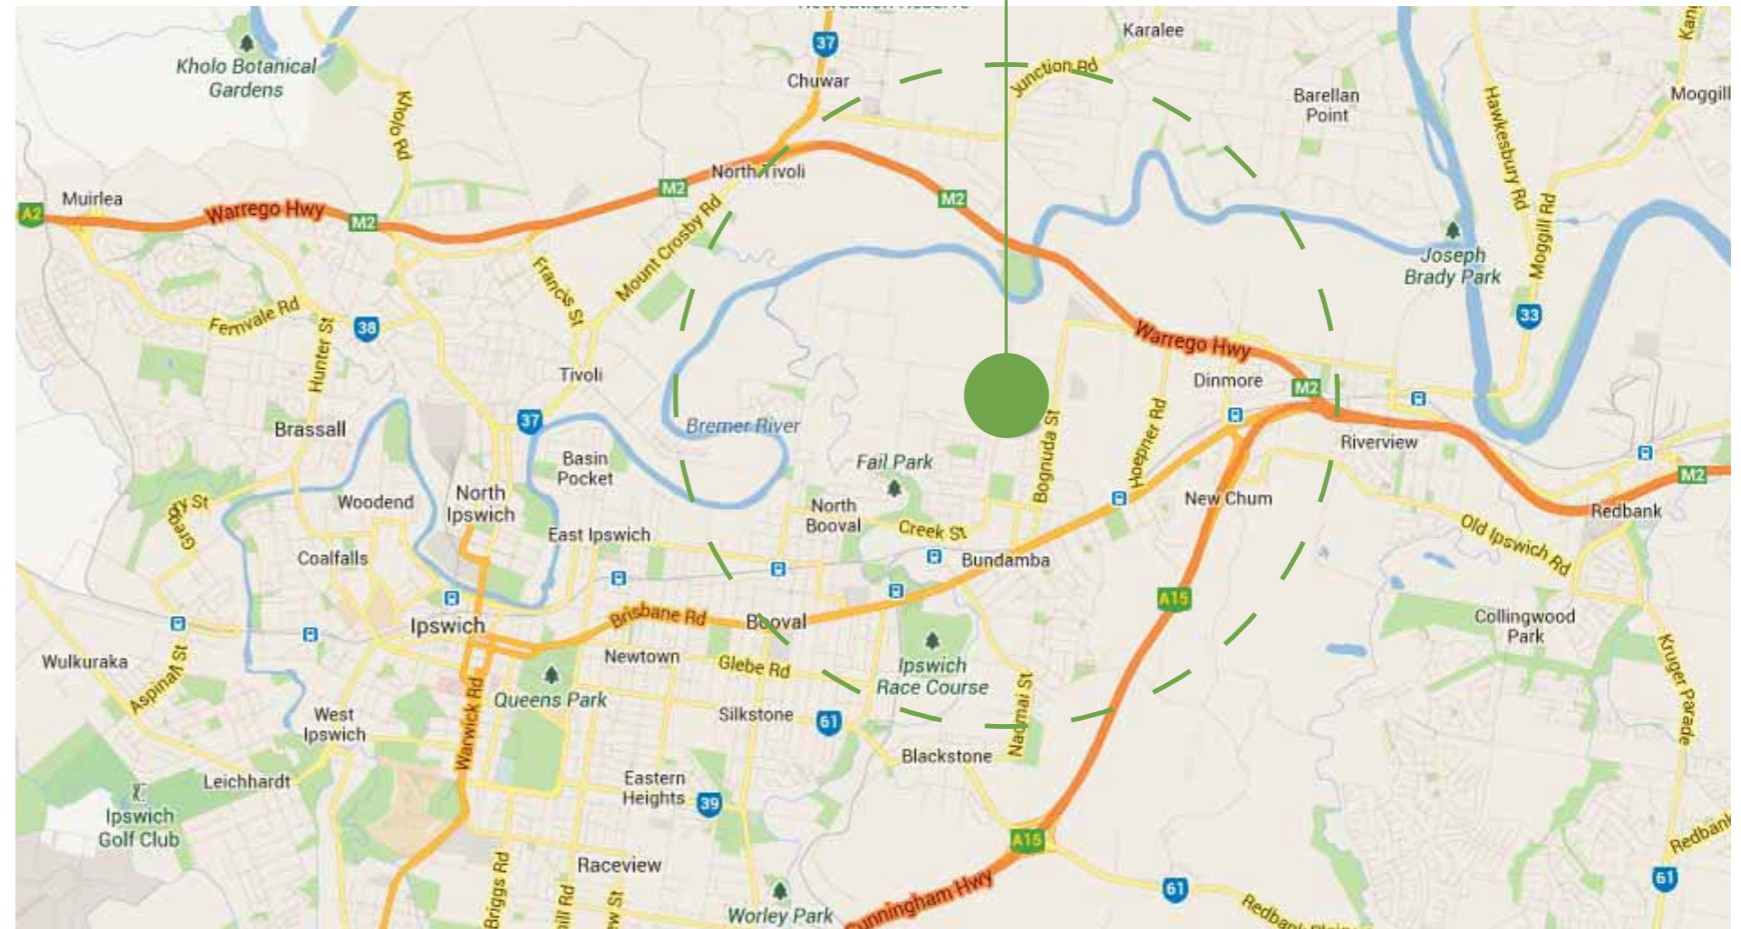 Recreation Reserve
Karalee
37
Kholo Botanical
Gardens
Chuwar
Junction Rd
Barellan
Point
Moggill
Kholo Rd
Hawkesbury Rd
North Tivoli
M2
M2
Muirlea
A2
Warrego Hwy
M2
Mount Crosby Rd
Moggill Rd
Joseph
Brady Park
Francis St
Fernvale Rd
38
Hunter St
33
Warrego Hwy
Tivoli
Dinmore
M2
37
Brassall
Bremer River
Bognuda St
Hoepner Rd
Riverview
Basin
Pocket
Fail Park
M2
Woodend
North
Ipswich
North
Booval
New Chum
Redbank
Gregory St
East Ipswich
Creek St
Old Ipswich Rd
Coalfalls
Bundamba
A15
Ipswich
Brisbane Rd
Booval
Collingwood
Park
Wulkuraka
Aspinall St
Newtown
Glebe Rd
Ipswich
Race Course
Kruger Parade
Queens Park
Warwick Rd
West
Ipswich
Silkstone
61
Naomai St
Blackstone
Leichhardt
Eastern
Heights
39
Ipswich
Golf Club
A15
Redbank
Raceview
61
61
Briggs Rd
Worley Park
Cunningham Hwy
Redbank Plains